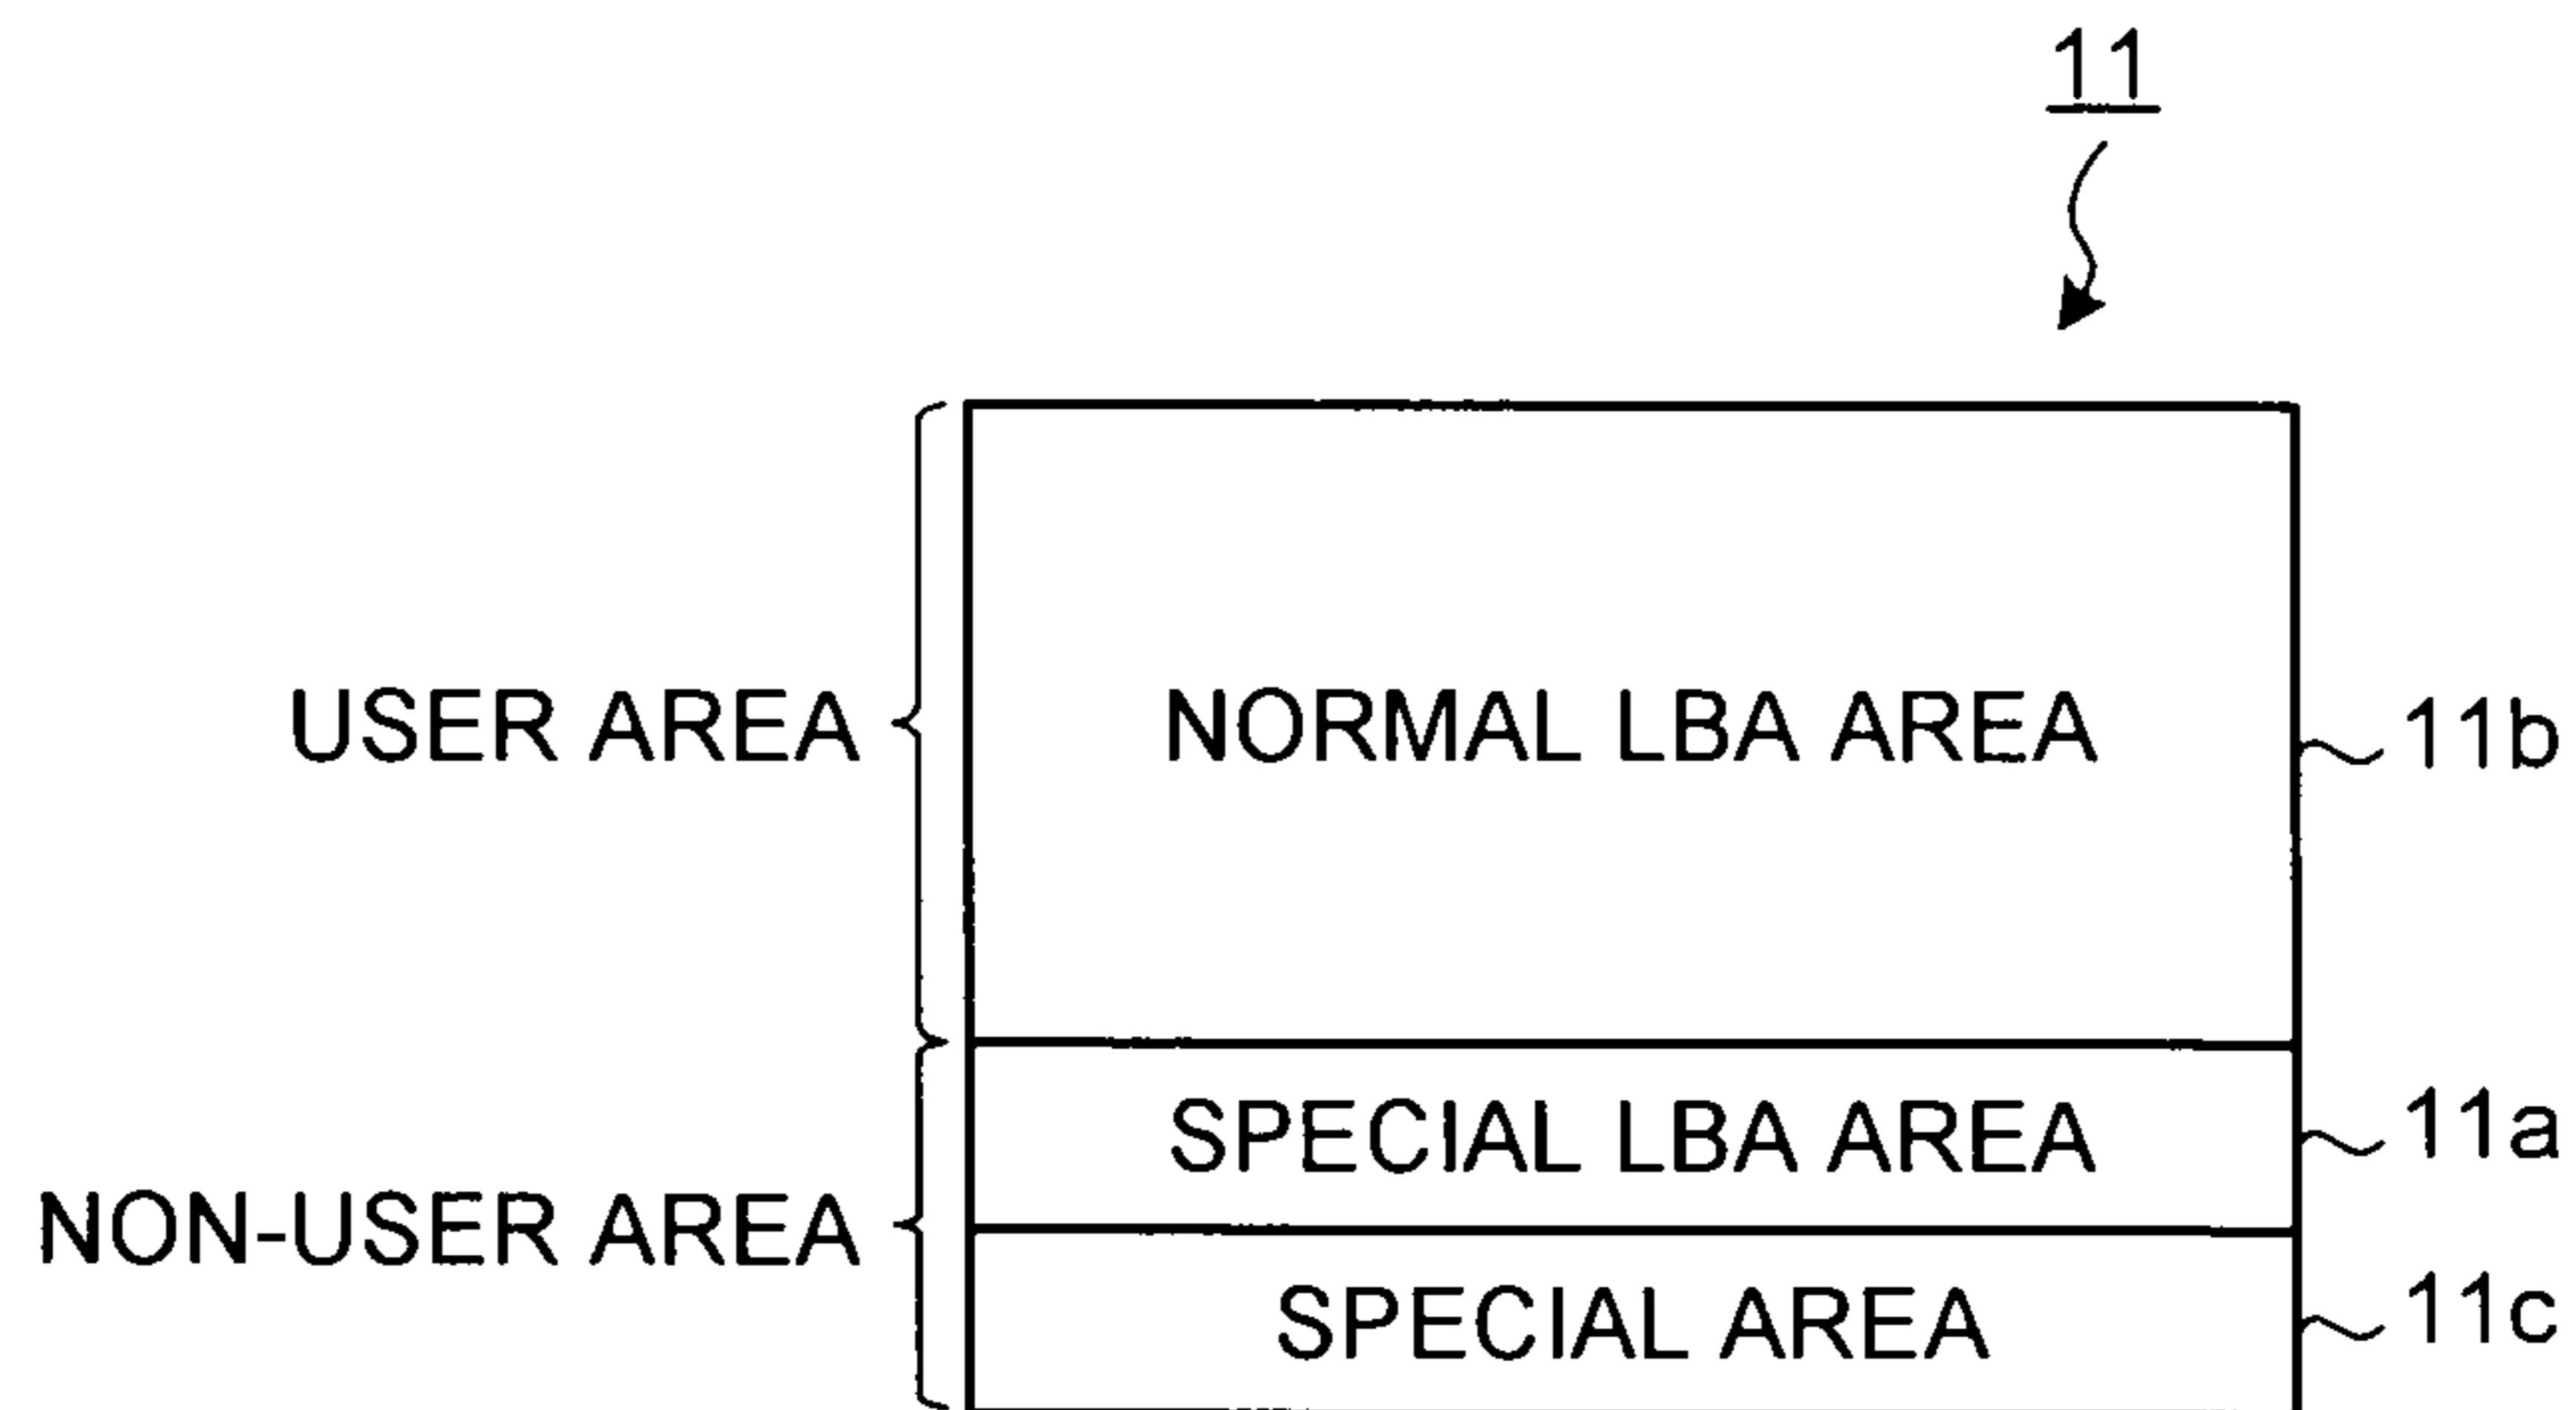 11
USER AREA
NORMAL LBA AREA
11b
SPECIAL LBA AREA
11a
NON-USER AREA
SPECIAL AREA
11c